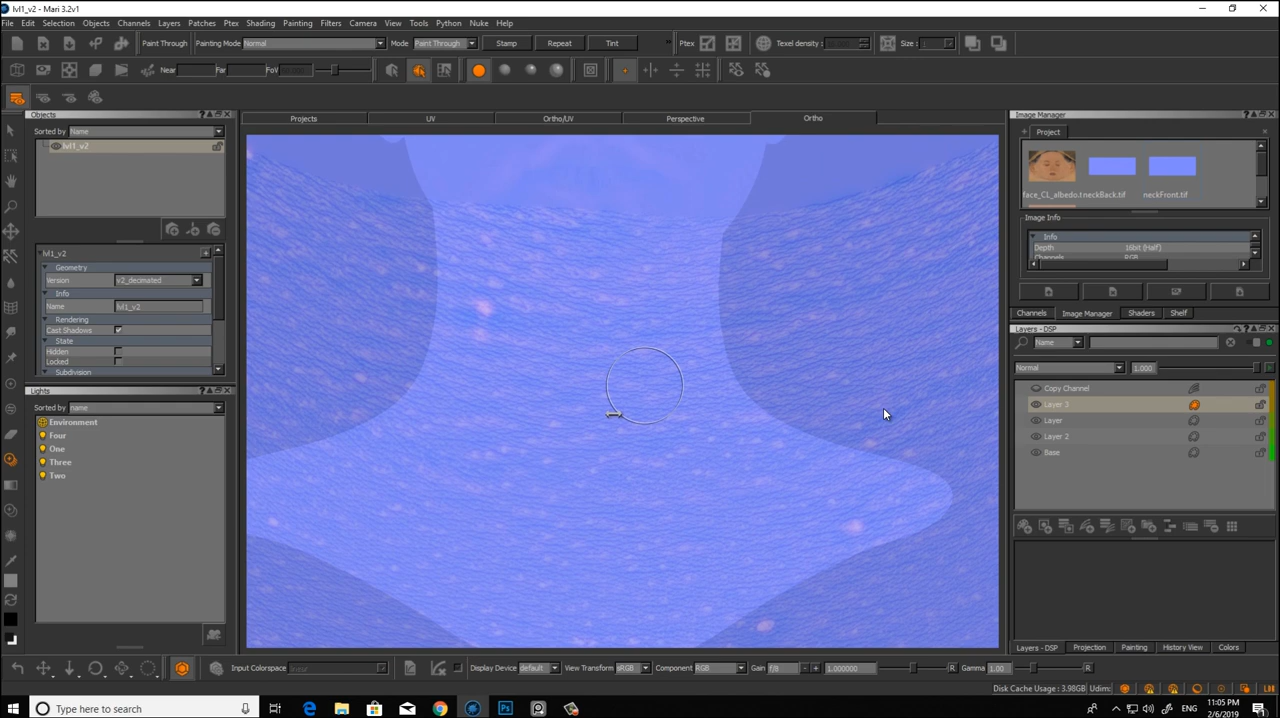 lvl1_v2 - Mari 3.2v1
File Edit Selection Objects Channels Layers Patches Ptex Shading Painting Filters Camera View Tools Python Nuke Help
Paint Through Painting Mode Normal Mode Paint Through Stamp Repeat Tint Ptex Texel density : Size :
Near Far FoV
Objects
Sorted by Name
lvl1_v2
lvl1_v2
Geometry
Version v2_decimated
Info
Name lvl1_v2
Rendering
Cast Shadows
State
Hidden
Locked
Subdivision
Lights
Sorted by name
Environment
Four
One
Three
Two
Projects UV Ortho/UV Perspective Ortho
Image Manager
Project
face_CL_albedo.t neckBack.tif neckFront.tif
Image Info
Info
Depth 16bit (Half)
Channels RGB
Channels Image Manager Shaders Shelf
Layers - DSP
Name
Normal 1.000
Copy Channel
Layer 3
Layer
Layer 2
Base
Layers - DSP Projection Painting History View Colors
Input Colorspace linear Display Device default View Transform sRGB Component RGB Gain f/8 - + 1.000000 R Gamma 1.00 R
Disk Cache Usage : 3.98GB Udim:
Type here to search
ENG
11:05 PM
2/6/2019